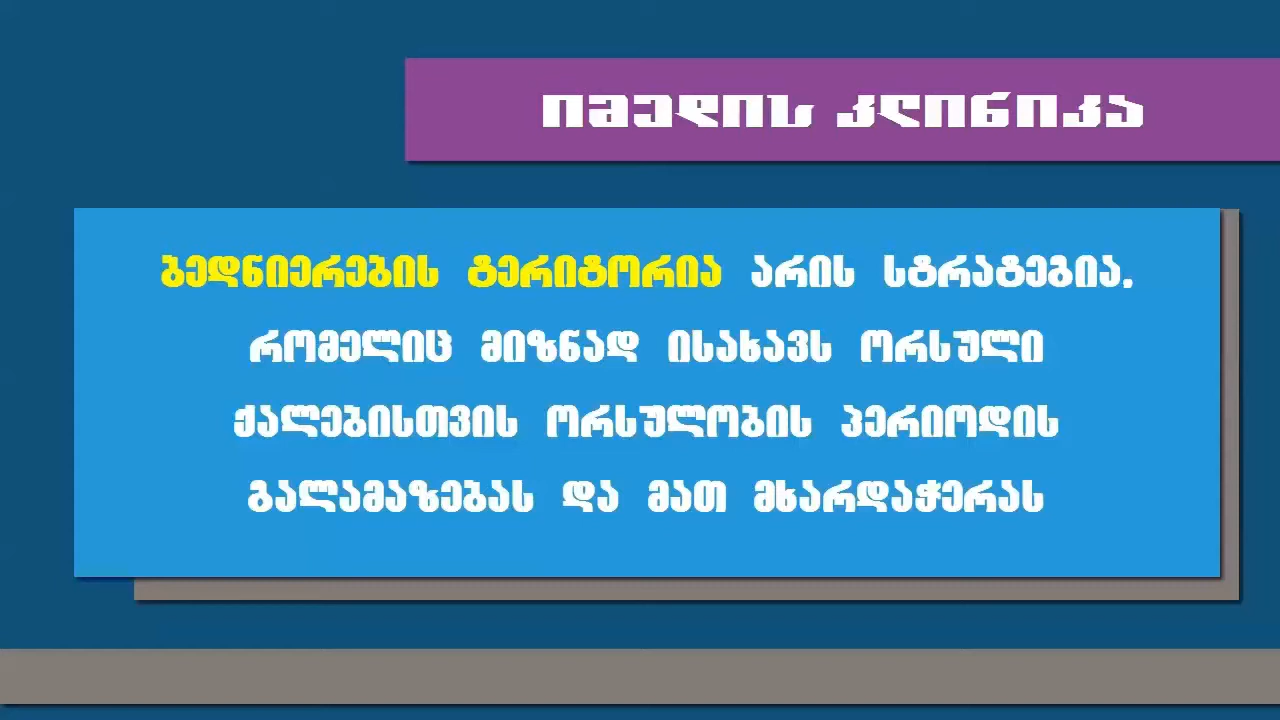 იმედის კლინიკა
ბედნიერების ტერიტორია არის სტრატეგია,
რომელიც მიზნად ისახავს ორსული
ქალებისთვის ორსულობის პერიოდის
გალამაზებას და მათ მხარდაჭერას